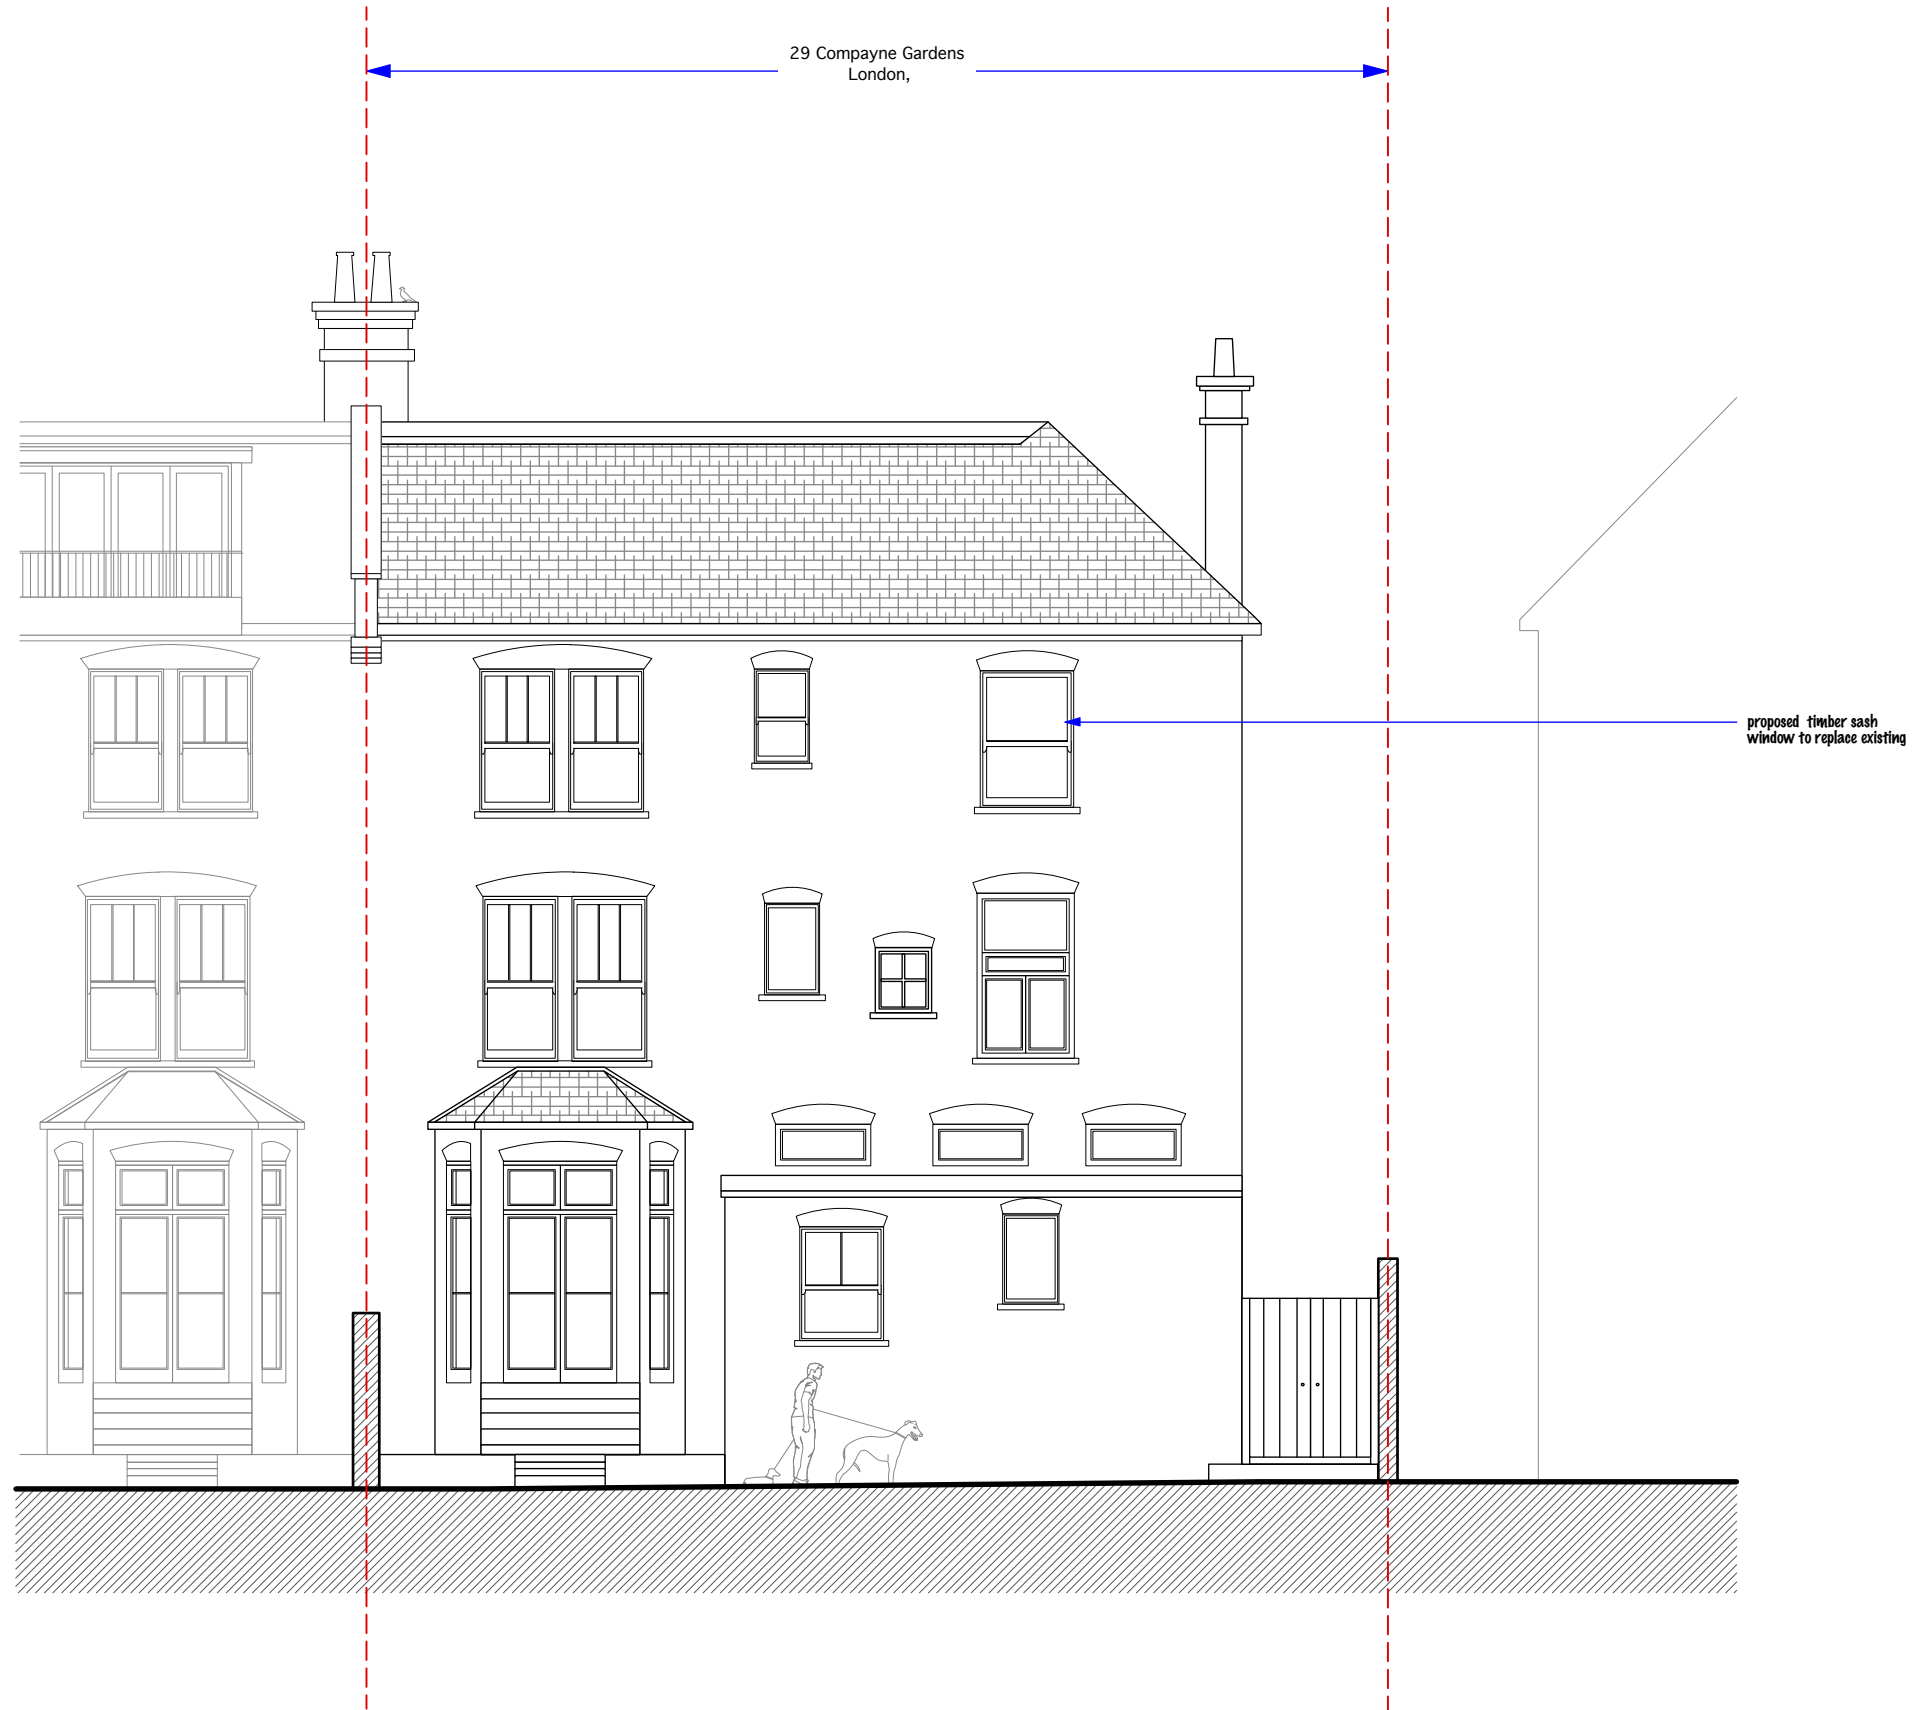 29 Compayne Gardens
London,
proposed timber sash
window to replace existing